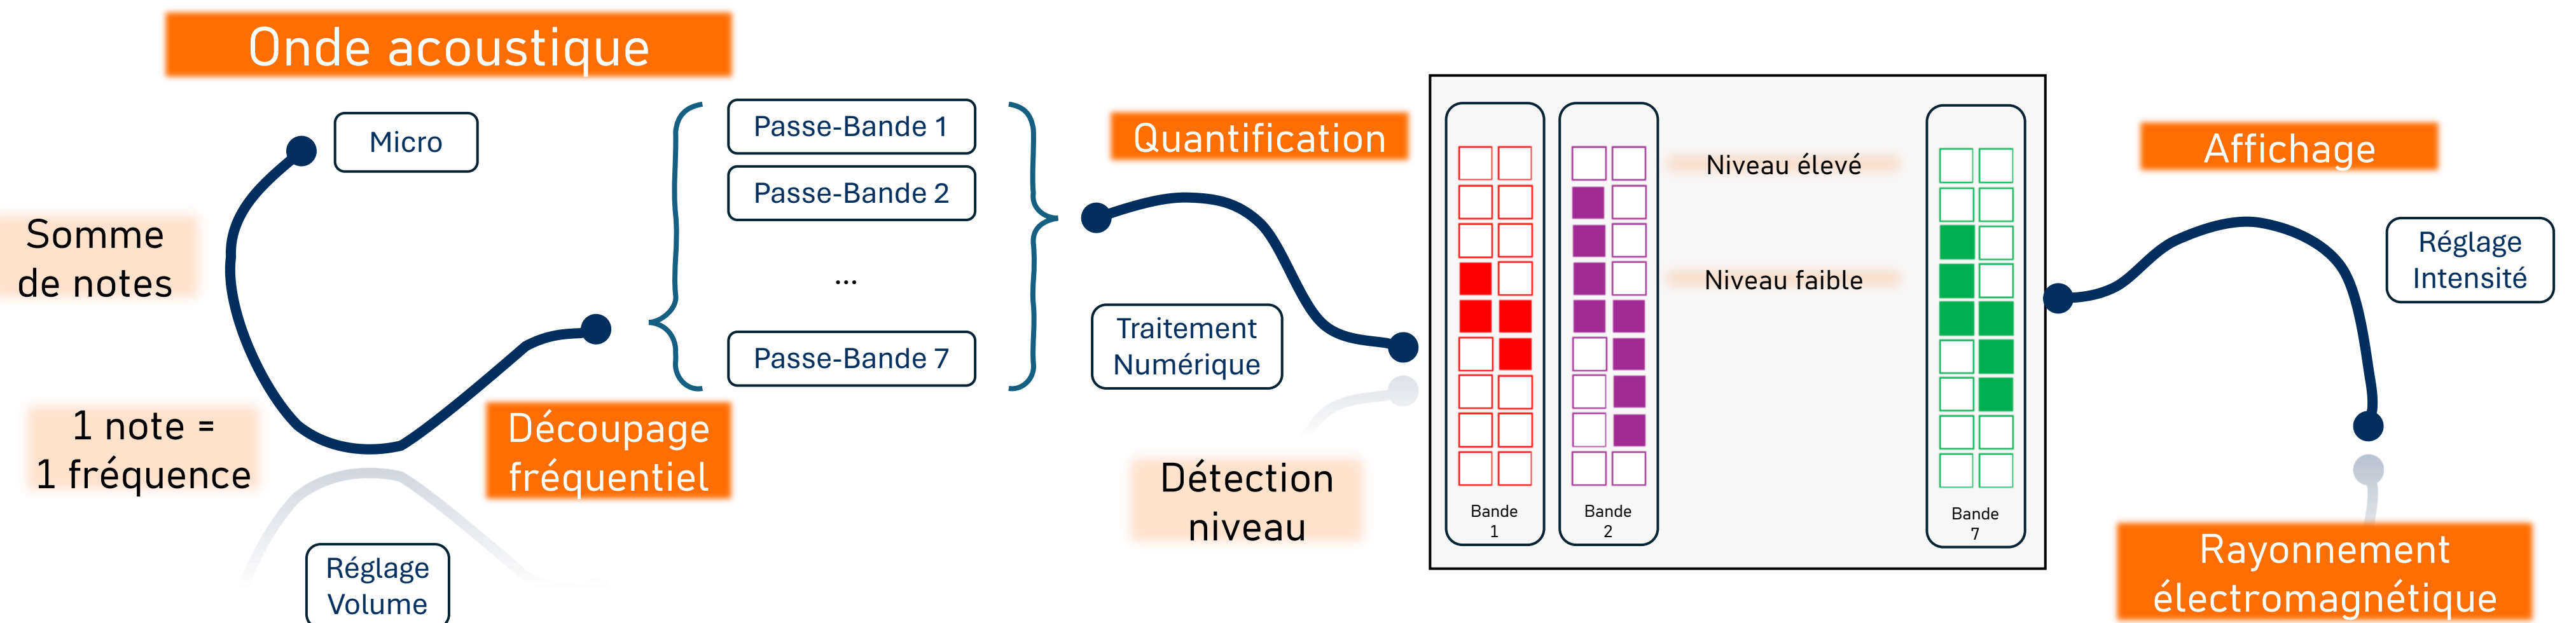 Onde acoustique
Micro
Somme
de notes
1 note =
1 fréquence
Réglage
Volume
Découpage
fréquentiel
Passe-Bande 1
Passe-Bande 2
...
Passe-Bande 7
Quantification
Traitement
Numérique
Détection
niveau
Bande
1
Bande
2
Niveau élevé
Niveau faible
Bande
7
Affichage
Réglage
Intensité
Rayonnement
électromagnétique